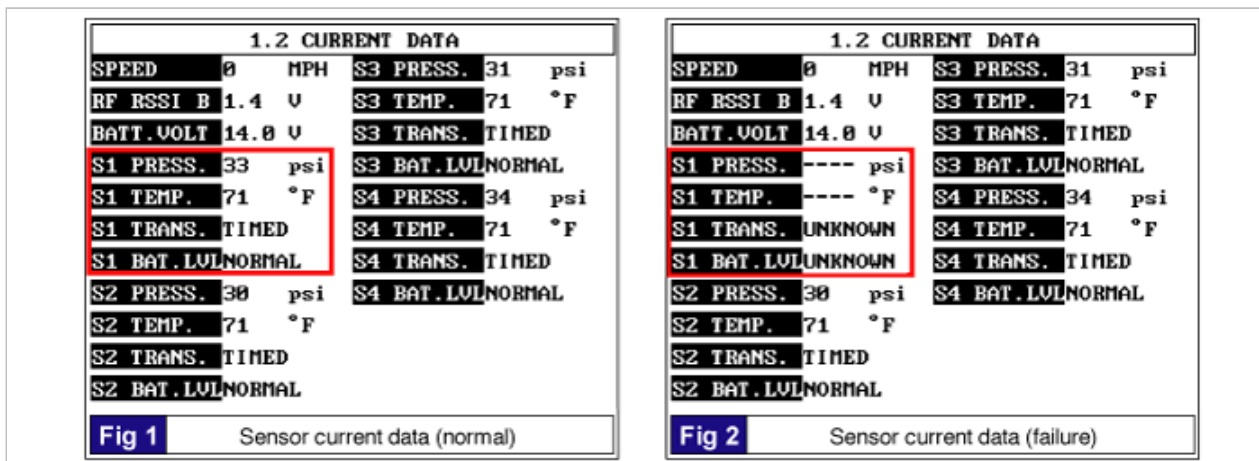 1.2 CURRENT DATA
SPEED 0 MPH S3 PRESS. 31 psi
RF RSSI B 1.4 V S3 TEMP. 71 °F
BATT.VOLT 14.0 V S3 TRANS. TIMED
S1 PRESS. 33 psi S3 BAT.LVL NORMAL
S1 TEMP. 71 °F S4 PRESS. 34 psi
S1 TRANS. TIMED S4 TEMP. 71 °F
S1 BAT.LVL NORMAL S4 TRANS. TIMED
S2 PRESS. 30 psi S4 BAT.LVL NORMAL
S2 TEMP. 71 °F
S2 TRANS. TIMED
S2 BAT.LVL NORMAL
Fig 1 Sensor current data (normal)
1.2 CURRENT DATA
SPEED 0 MPH S3 PRESS. 31 psi
RF RSSI B 1.4 V S3 TEMP. 71 °F
BATT.VOLT 14.0 V S3 TRANS. TIMED
S1 PRESS. ---- psi S3 BAT.LVL NORMAL
S1 TEMP. ---- °F S4 PRESS. 34 psi
S1 TRANS. UNKNOWN S4 TEMP. 71 °F
S1 BAT.LVL UNKNOWN S4 TRANS. TIMED
S2 PRESS. 30 psi S4 BAT.LVL NORMAL
S2 TEMP. 71 °F
S2 TRANS. TIMED
S2 BAT.LVL NORMAL
Fig 2 Sensor current data (failure)